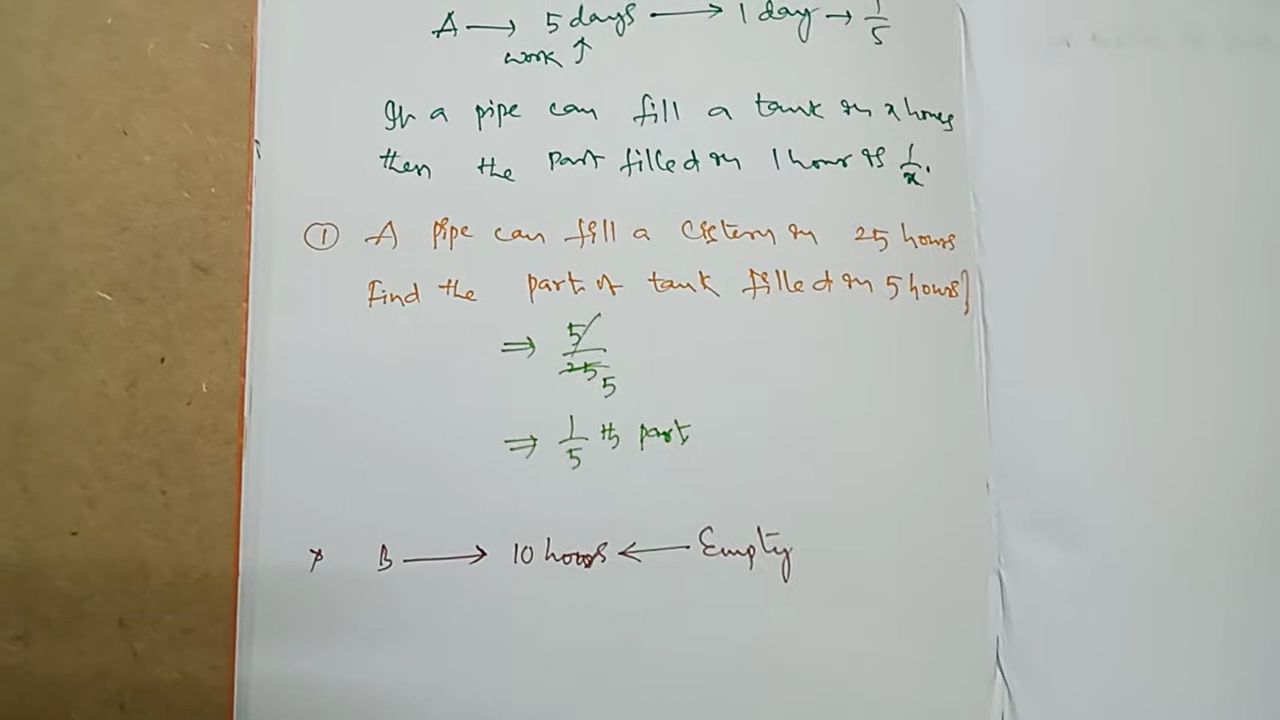 A → 5 days → 1 day → 1/5
work ↑
If a pipe can fill a tank in x hours
then the part filled in 1 hour is 1/x.
① A pipe can fill a cistern in 25 hours
Find the part of tank filled in 5 hours}
⇒ 5/25 5
⇒ 1/5 th part
* B → 10 hours ← Empty